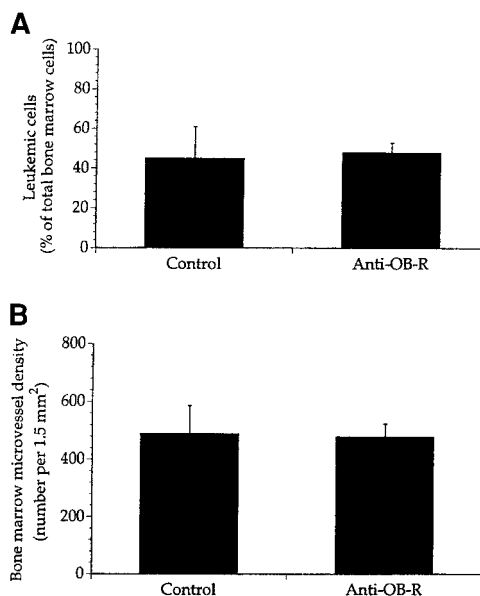 A
Leukemic cells
(% of total bone marrow cells)
100
80
60
40
20
0
Control
Anti-OB-R
B
Bone marrow microvessel density
(number per 1.5 mm²)
800
600
400
200
0
Control
Anti-OB-R